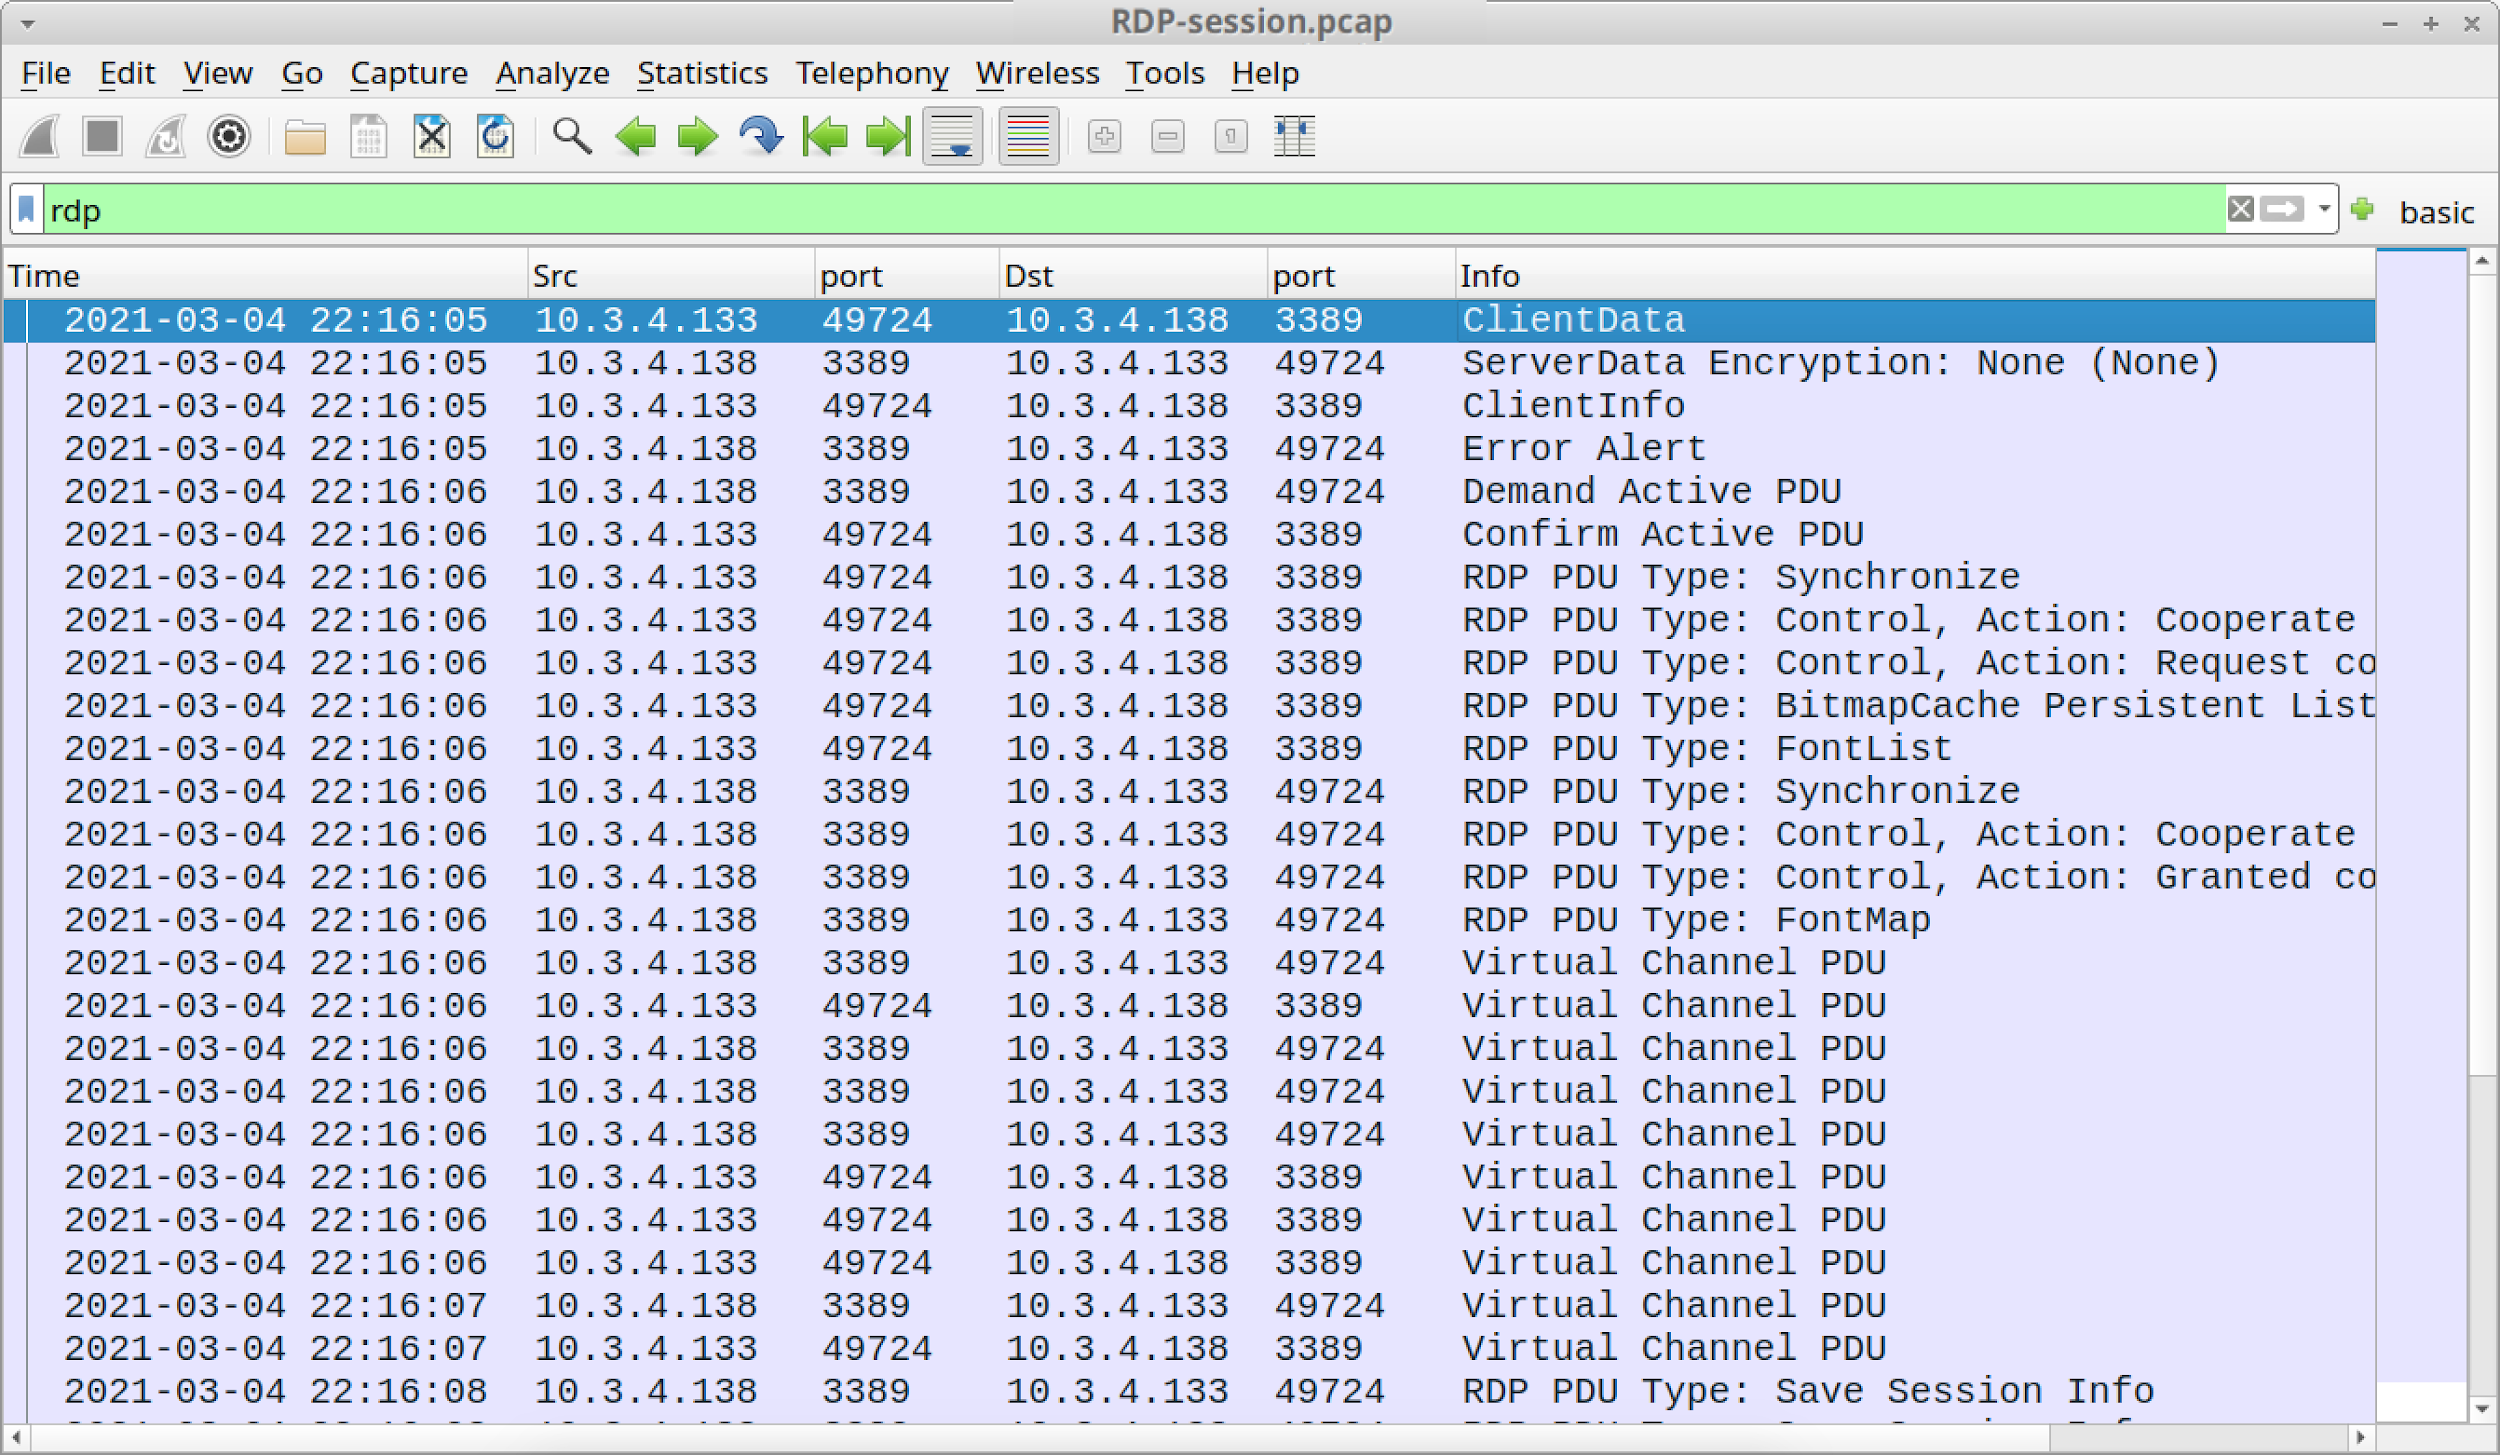 RDP-session.pcap
File Edit View Go Capture Analyze Statistics Telephony Wireless Tools Help
rdp basic
Time Src port Dst port Info
2021-03-04 22:16:05 10.3.4.133 49724 10.3.4.138 3389 ClientData
2021-03-04 22:16:05 10.3.4.138 3389 10.3.4.133 49724 ServerData Encryption: None (None)
2021-03-04 22:16:05 10.3.4.133 49724 10.3.4.138 3389 ClientInfo
2021-03-04 22:16:05 10.3.4.138 3389 10.3.4.133 49724 Error Alert
2021-03-04 22:16:06 10.3.4.138 3389 10.3.4.133 49724 Demand Active PDU
2021-03-04 22:16:06 10.3.4.133 49724 10.3.4.138 3389 Confirm Active PDU
2021-03-04 22:16:06 10.3.4.133 49724 10.3.4.138 3389 RDP PDU Type: Synchronize
2021-03-04 22:16:06 10.3.4.133 49724 10.3.4.138 3389 RDP PDU Type: Control, Action: Cooperate
2021-03-04 22:16:06 10.3.4.133 49724 10.3.4.138 3389 RDP PDU Type: Control, Action: Request co
2021-03-04 22:16:06 10.3.4.133 49724 10.3.4.138 3389 RDP PDU Type: BitmapCache Persistent List
2021-03-04 22:16:06 10.3.4.133 49724 10.3.4.138 3389 RDP PDU Type: FontList
2021-03-04 22:16:06 10.3.4.138 3389 10.3.4.133 49724 RDP PDU Type: Synchronize
2021-03-04 22:16:06 10.3.4.138 3389 10.3.4.133 49724 RDP PDU Type: Control, Action: Cooperate
2021-03-04 22:16:06 10.3.4.138 3389 10.3.4.133 49724 RDP PDU Type: Control, Action: Granted co
2021-03-04 22:16:06 10.3.4.138 3389 10.3.4.133 49724 RDP PDU Type: FontMap
2021-03-04 22:16:06 10.3.4.138 3389 10.3.4.133 49724 Virtual Channel PDU
2021-03-04 22:16:06 10.3.4.133 49724 10.3.4.138 3389 Virtual Channel PDU
2021-03-04 22:16:06 10.3.4.138 3389 10.3.4.133 49724 Virtual Channel PDU
2021-03-04 22:16:06 10.3.4.138 3389 10.3.4.133 49724 Virtual Channel PDU
2021-03-04 22:16:06 10.3.4.138 3389 10.3.4.133 49724 Virtual Channel PDU
2021-03-04 22:16:06 10.3.4.133 49724 10.3.4.138 3389 Virtual Channel PDU
2021-03-04 22:16:06 10.3.4.133 49724 10.3.4.138 3389 Virtual Channel PDU
2021-03-04 22:16:06 10.3.4.133 49724 10.3.4.138 3389 Virtual Channel PDU
2021-03-04 22:16:07 10.3.4.138 3389 10.3.4.133 49724 Virtual Channel PDU
2021-03-04 22:16:07 10.3.4.133 49724 10.3.4.138 3389 Virtual Channel PDU
2021-03-04 22:16:08 10.3.4.138 3389 10.3.4.133 49724 RDP PDU Type: Save Session Info